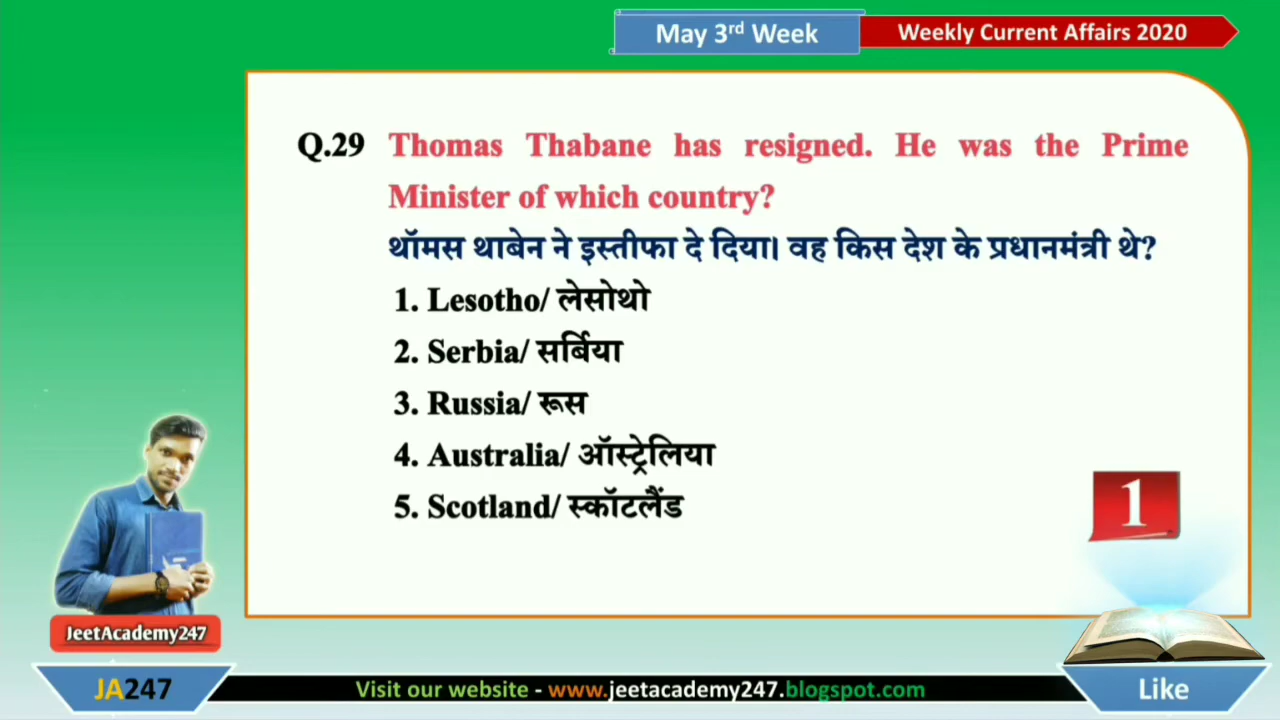 May 3rd Week
Weekly Current Affairs 2020
Q.29 Thomas Thabane has resigned. He was the Prime
Minister of which country?
थॉमस थाबेन ने इस्तीफा दे दिया। वह किस देश के प्रधानमंत्री थे?
1. Lesotho/ लेसोथो
2. Serbia/ सर्बिया
3. Russia/ रूस
4. Australia/ ऑस्ट्रेलिया
5. Scotland/ स्कॉटलैंड
1
JeetAcademy247
JA247
Visit our website - www.jeetacademy247.blogspot.com
Like